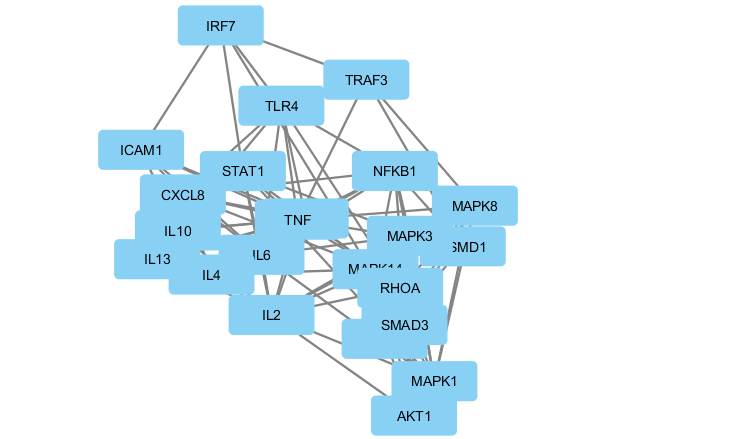 IRF7
TRAF3
TLR4
ICAM1
STAT1
NFKB1
CXCL8
MAPK8
TNF
IL10
MAPK3
SMD1
IL6
IL13
MAPK14
IL4
RHOA
IL2
SMAD3
MAPK1
AKT1